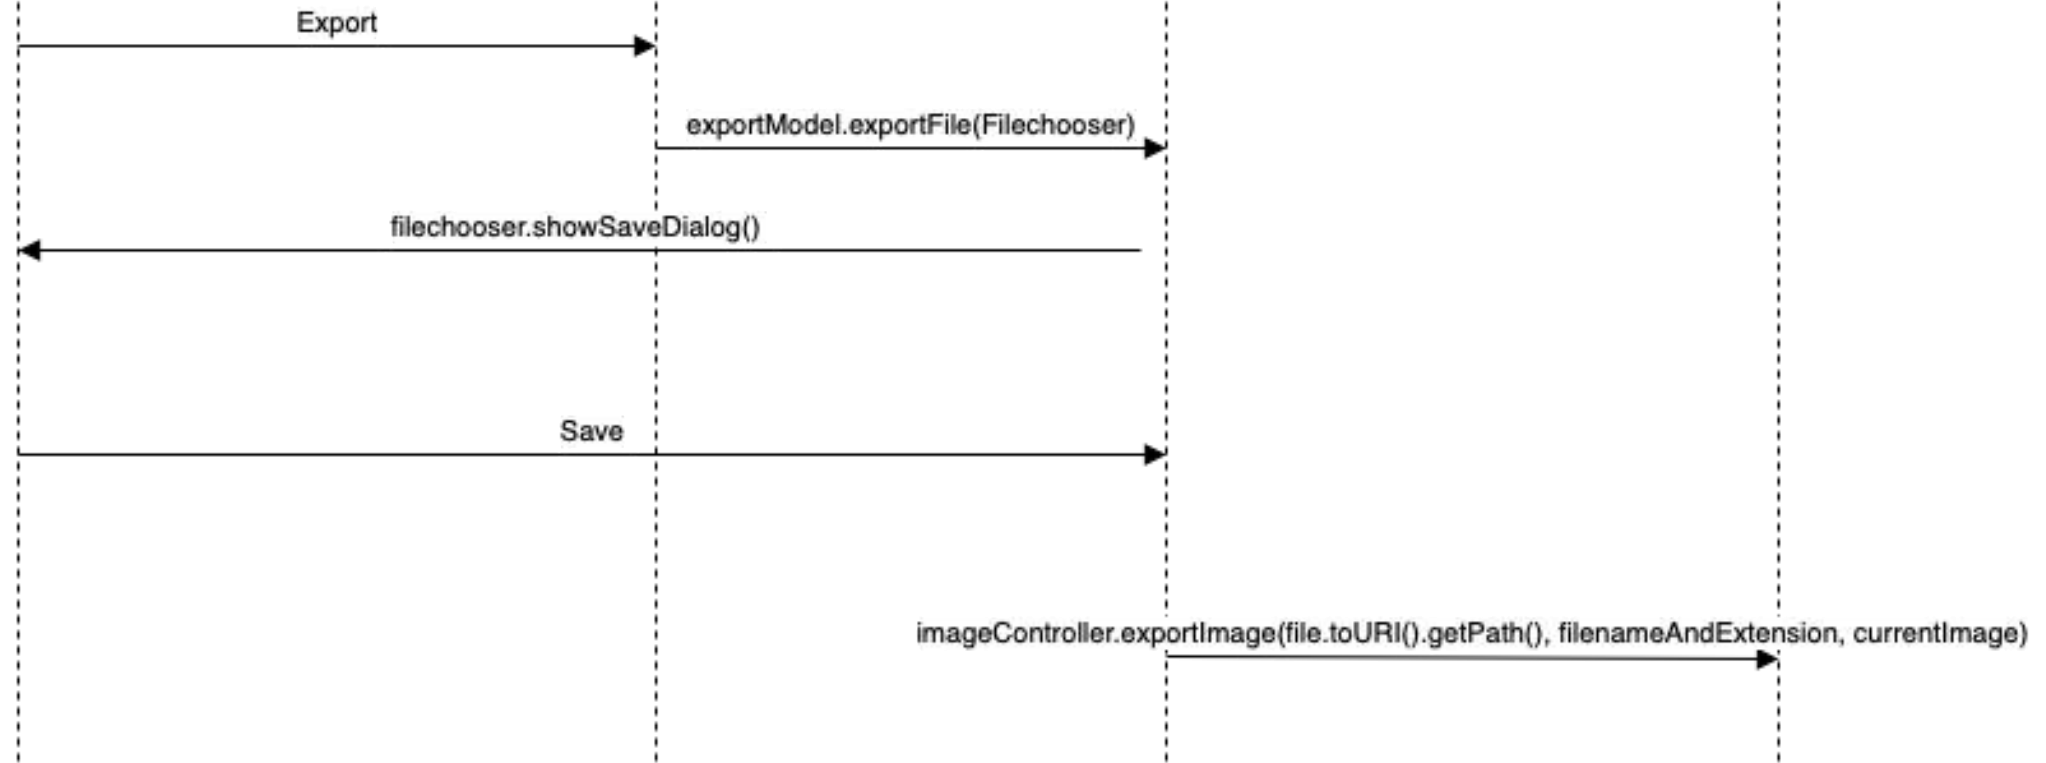 Export
exportModel.exportFile(Filechooser)
filechooser.showSaveDialog()
Save
imageController.exportImage(file.toURI().getPath(), filenameAndExtension, currentImage)